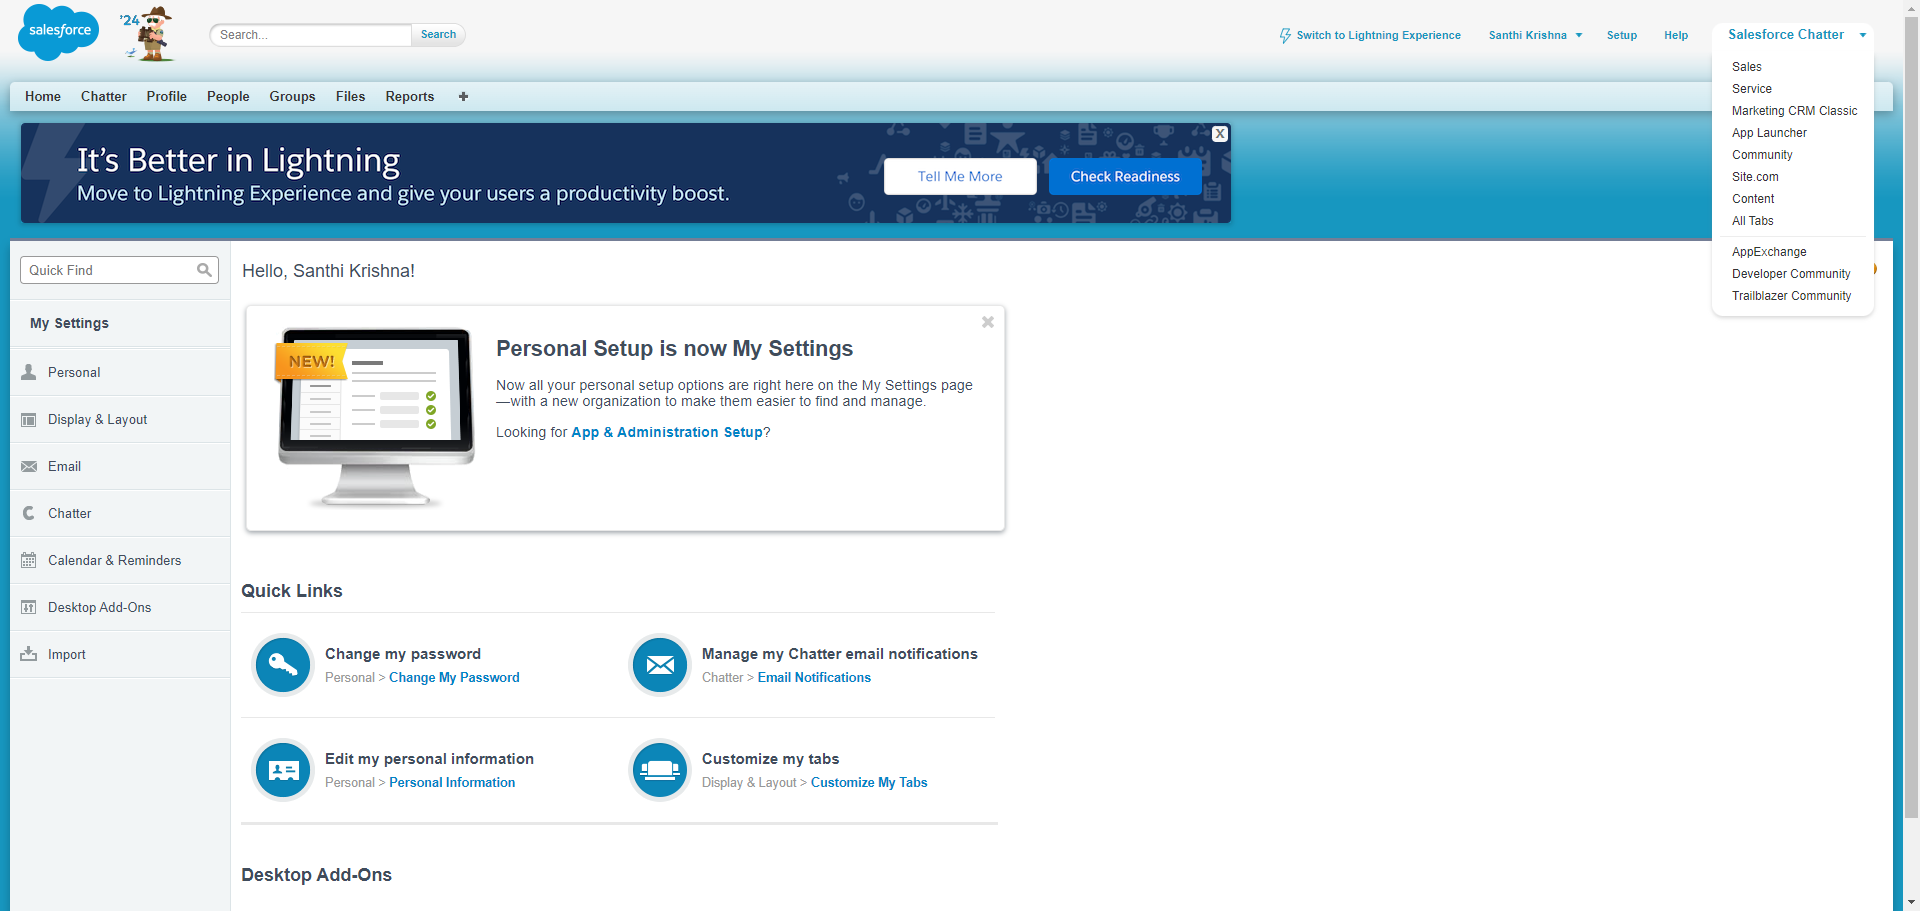 salesforce
'24
Search...
Search
Switch to Lightning Experience
Santhi Krishna
Setup
Help
Salesforce Chatter
Sales
Service
Marketing CRM Classic
App Launcher
Community
Site.com
Content
All Tabs
AppExchange
Developer Community
Trailblazer Community
Home
Chatter
Profile
People
Groups
Files
Reports
+
It's Better in Lightning
Move to Lightning Experience and give your users a productivity boost.
Tell Me More
Check Readiness
X
Quick Find
My Settings
Personal
Display & Layout
Email
Chatter
Calendar & Reminders
Desktop Add-Ons
Import
Hello, Santhi Krishna!
NEW!
Personal Setup is now My Settings
Now all your personal setup options are right here on the My Settings page
—with a new organization to make them easier to find and manage.
Looking for App & Administration Setup?
Quick Links
Change my password
Personal > Change My Password
Manage my Chatter email notifications
Chatter > Email Notifications
Edit my personal information
Personal > Personal Information
Customize my tabs
Display & Layout > Customize My Tabs
Desktop Add-Ons